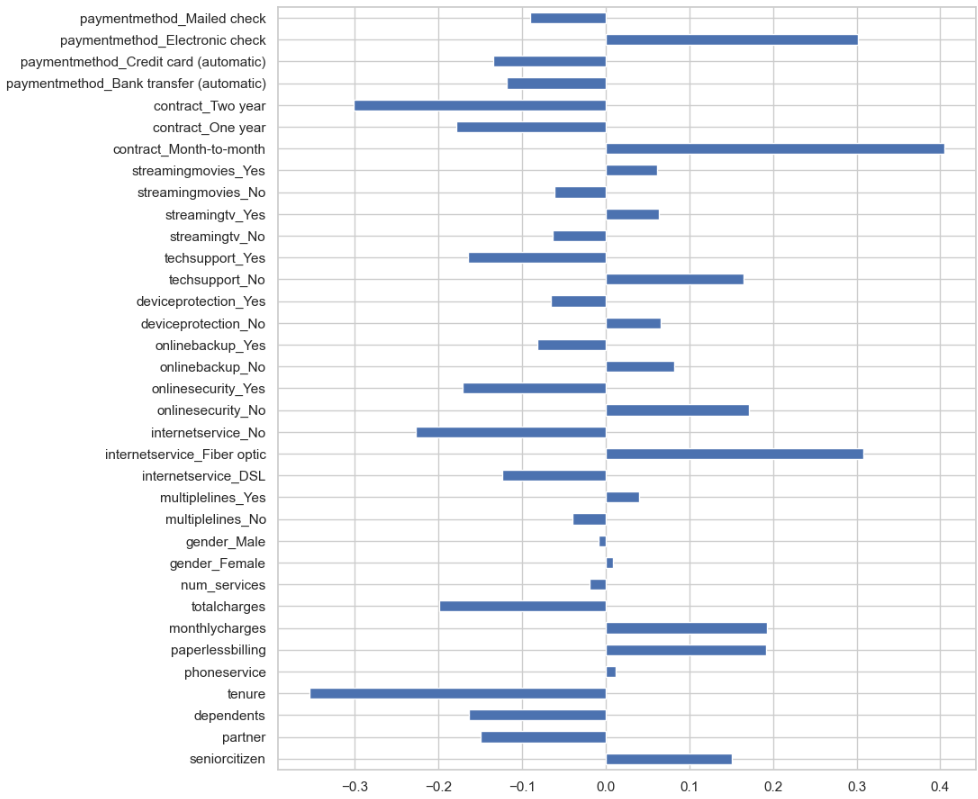 paymentmethod_Mailed check
paymentmethod_Electronic check
paymentmethod_Credit card (automatic)
paymentmethod_Bank transfer (automatic)
contract_Two year
contract_One year
contract_Month-to-month
streamingmovies_Yes
streamingmovies_No
streamingtv_Yes
streamingtv_No
techsupport_Yes
techsupport_No
deviceprotection_Yes
deviceprotection_No
onlinebackup_Yes
onlinebackup_No
onlinesecurity_Yes
onlinesecurity_No
internetservice_No
internetservice_Fiber optic
internetservice_DSL
multiplelines_Yes
multiplelines_No
gender_Male
gender_Female
num_services
totalcharges
monthlycharges
paperlessbilling
phoneservice
tenure
dependents
partner
seniorcitizen
−0.3 −0.2 −0.1 0.0 0.1 0.2 0.3 0.4